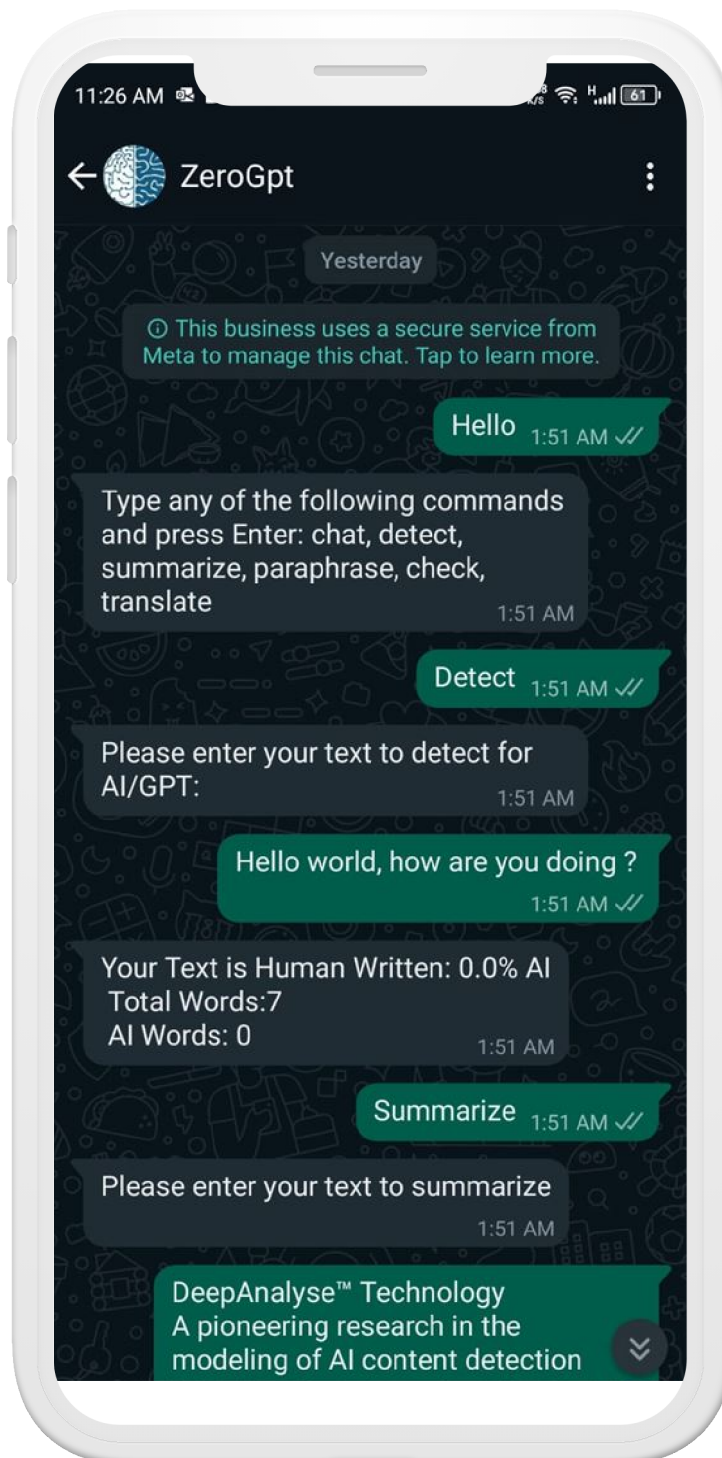 11:26 AM
K/S 61
ZeroGpt
Yesterday
This business uses a secure service from
Meta to manage this chat. Tap to learn more.
Hello 1:51 AM
Type any of the following commands
and press Enter: chat, detect,
summarize, paraphrase, check,
translate
1:51 AM
Detect 1:51 AM
Please enter your text to detect for
AI/GPT:
1:51 AM
Hello world, how are you doing ?
1:51 AM
Your Text is Human Written: 0.0% AI
Total Words:7
AI Words: 0
1:51 AM
Summarize 1:51 AM
Please enter your text to summarize
1:51 AM
DeepAnalyse™ Technology
A pioneering research in the
modeling of AI content detection